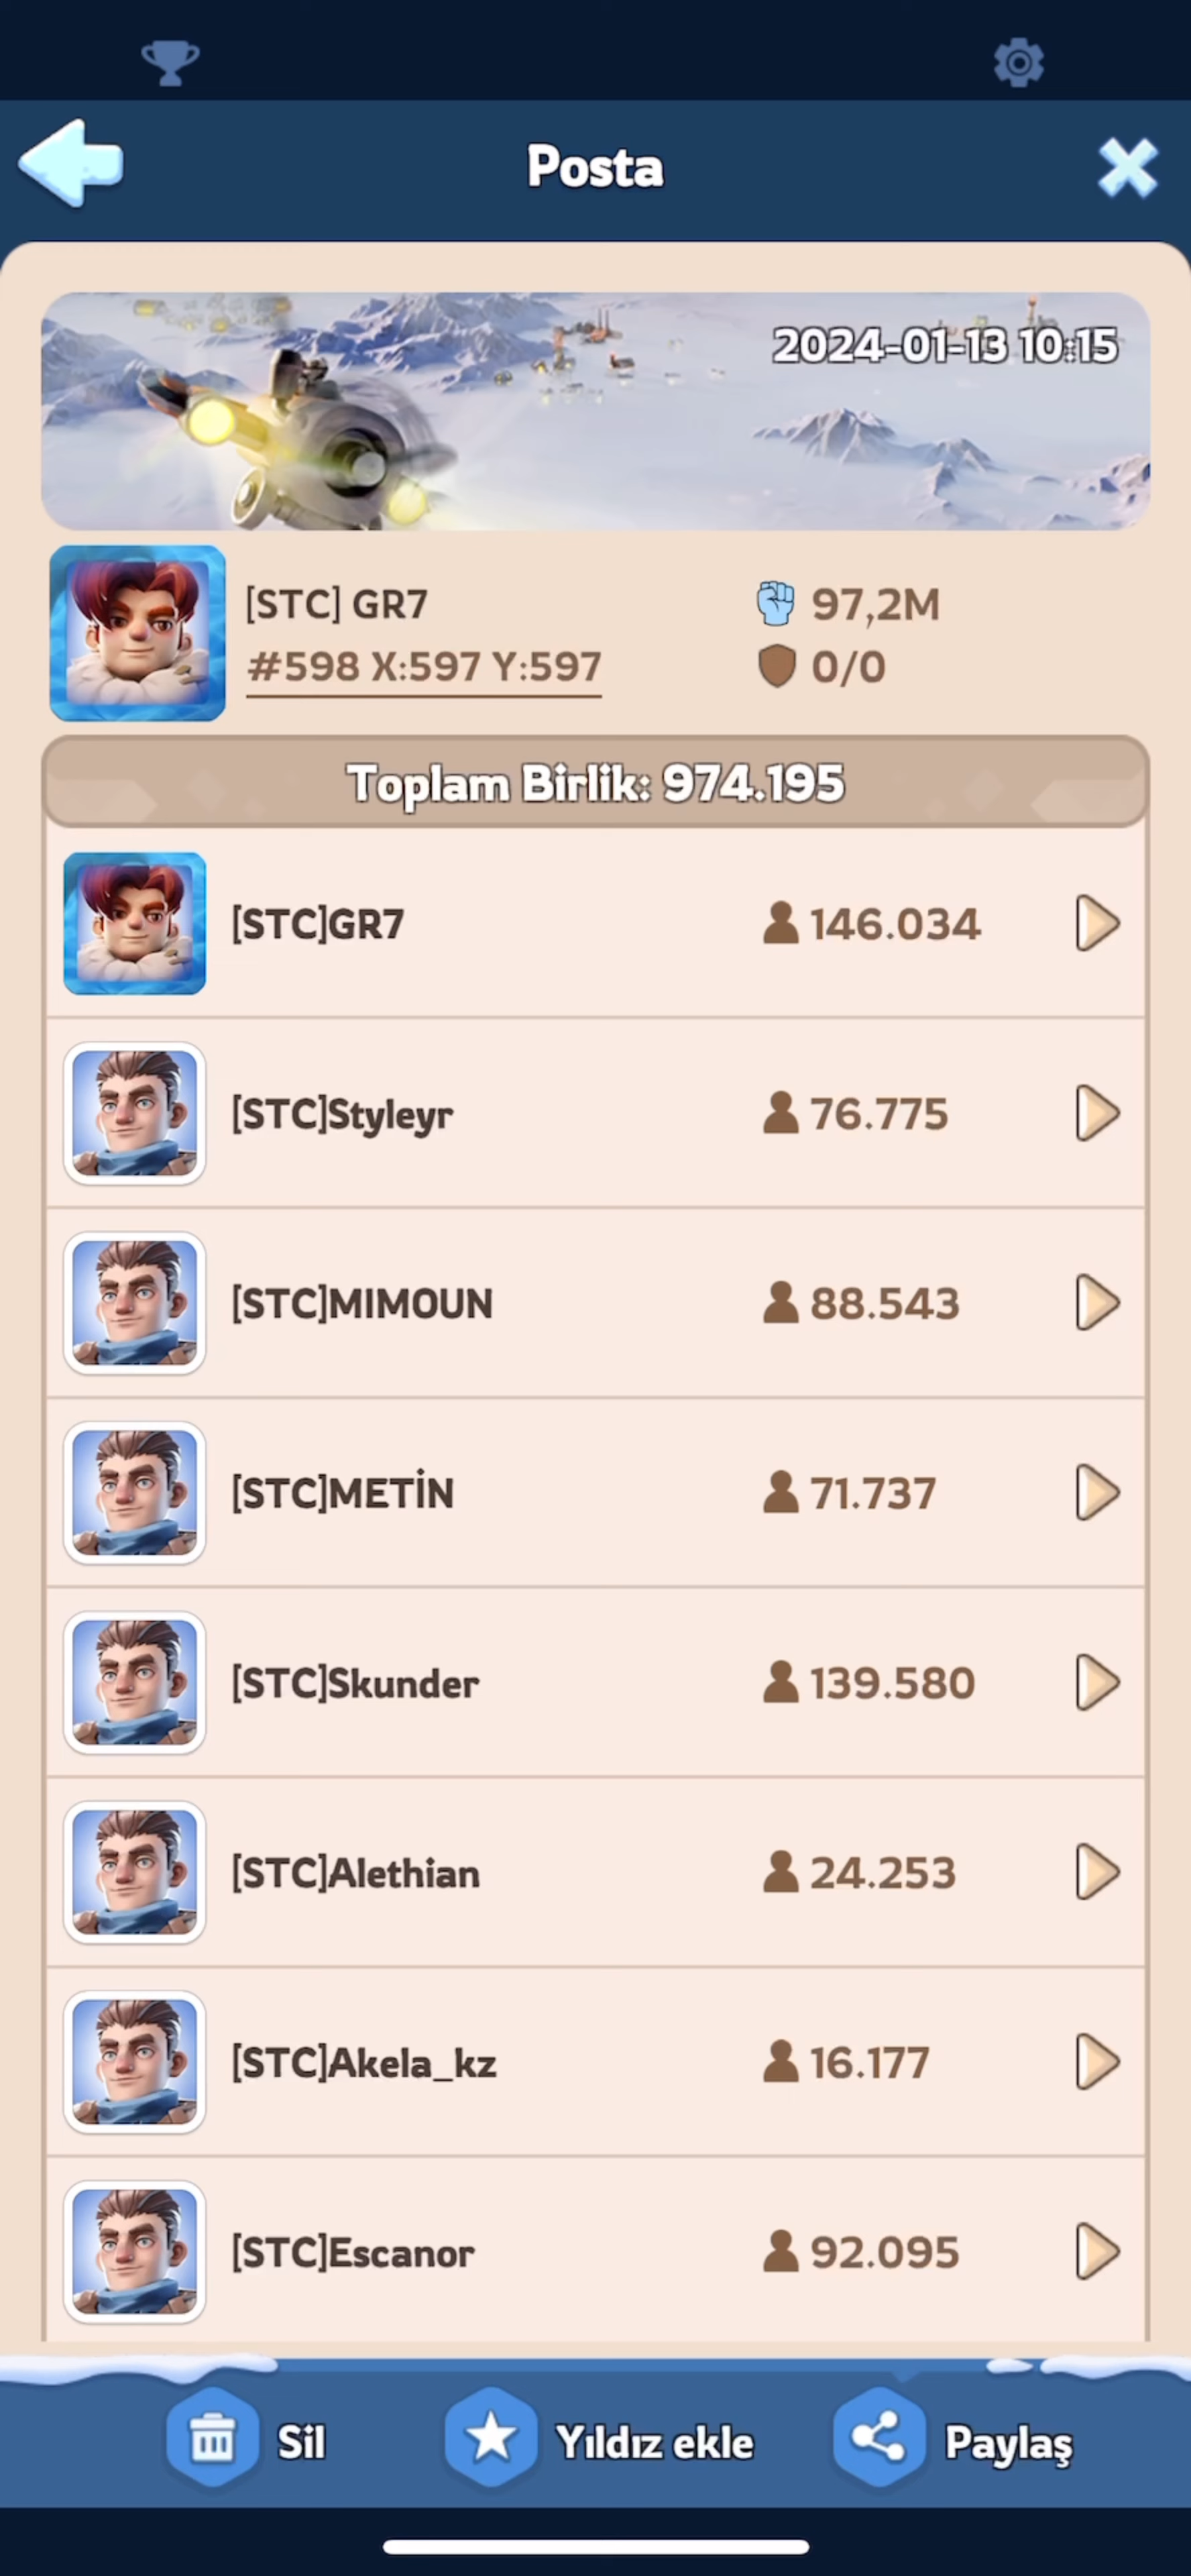 Posta
2024-01-13 10:15
[STC] GR7
97,2M
#598 X:597 Y:597
0/0
Toplam Birlik: 974.195
[STC]GR7
146.034
[STC]Styleyr
76.775
[STC]MIMOUN
88.543
[STC]METİN
71.737
[STC]Skunder
139.580
[STC]Alethian
24.253
[STC]Akela_kz
16.177
[STC]Escanor
92.095
Sil
Yıldız ekle
Paylaş